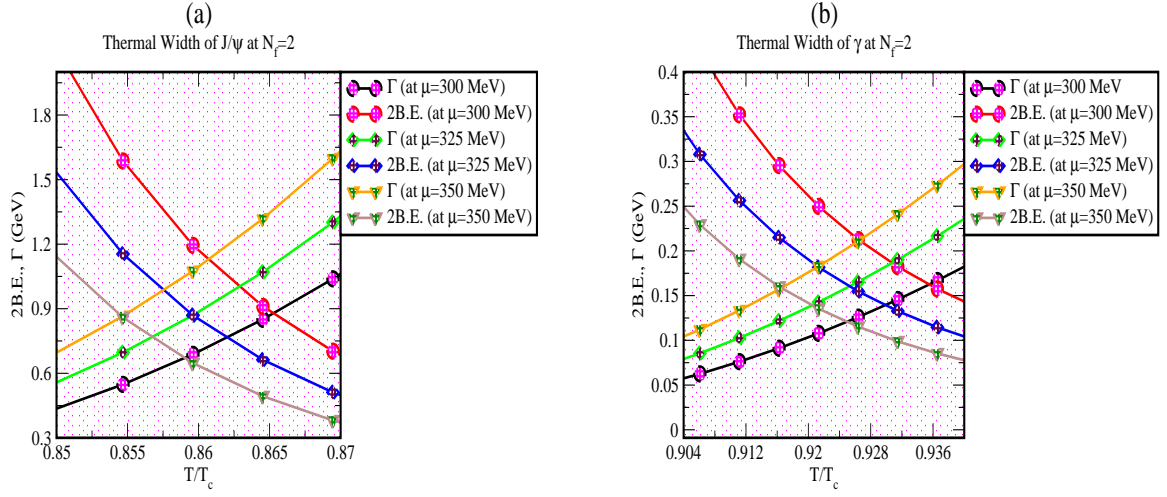 (a)
Thermal Width of J/ψ at N_f=2
2B.E., Γ (GeV)
1.8
1.5
1.2
0.9
0.6
0.3
0.85
0.855
0.86
0.865
0.87
T/T_c
Γ (at μ=300 MeV)
2B.E. (at μ=300 MeV)
Γ (at μ=325 MeV)
2B.E. (at μ=325 MeV)
Γ (at μ=350 MeV)
2B.E. (at μ=350 MeV)
(b)
Thermal Width of γ at N_f=2
2B.E., Γ (GeV)
0.4
0.35
0.3
0.25
0.2
0.15
0.1
0.05
0
0.904
0.912
0.92
0.928
0.936
T/T_c
Γ (at μ=300 MeV
2B.E. (at μ=300 MeV)
Γ (at μ=325 MeV)
2B.E. (at μ=325 MeV)
Γ (at μ=350 MeV)
2B.E. (at μ=350 MeV)